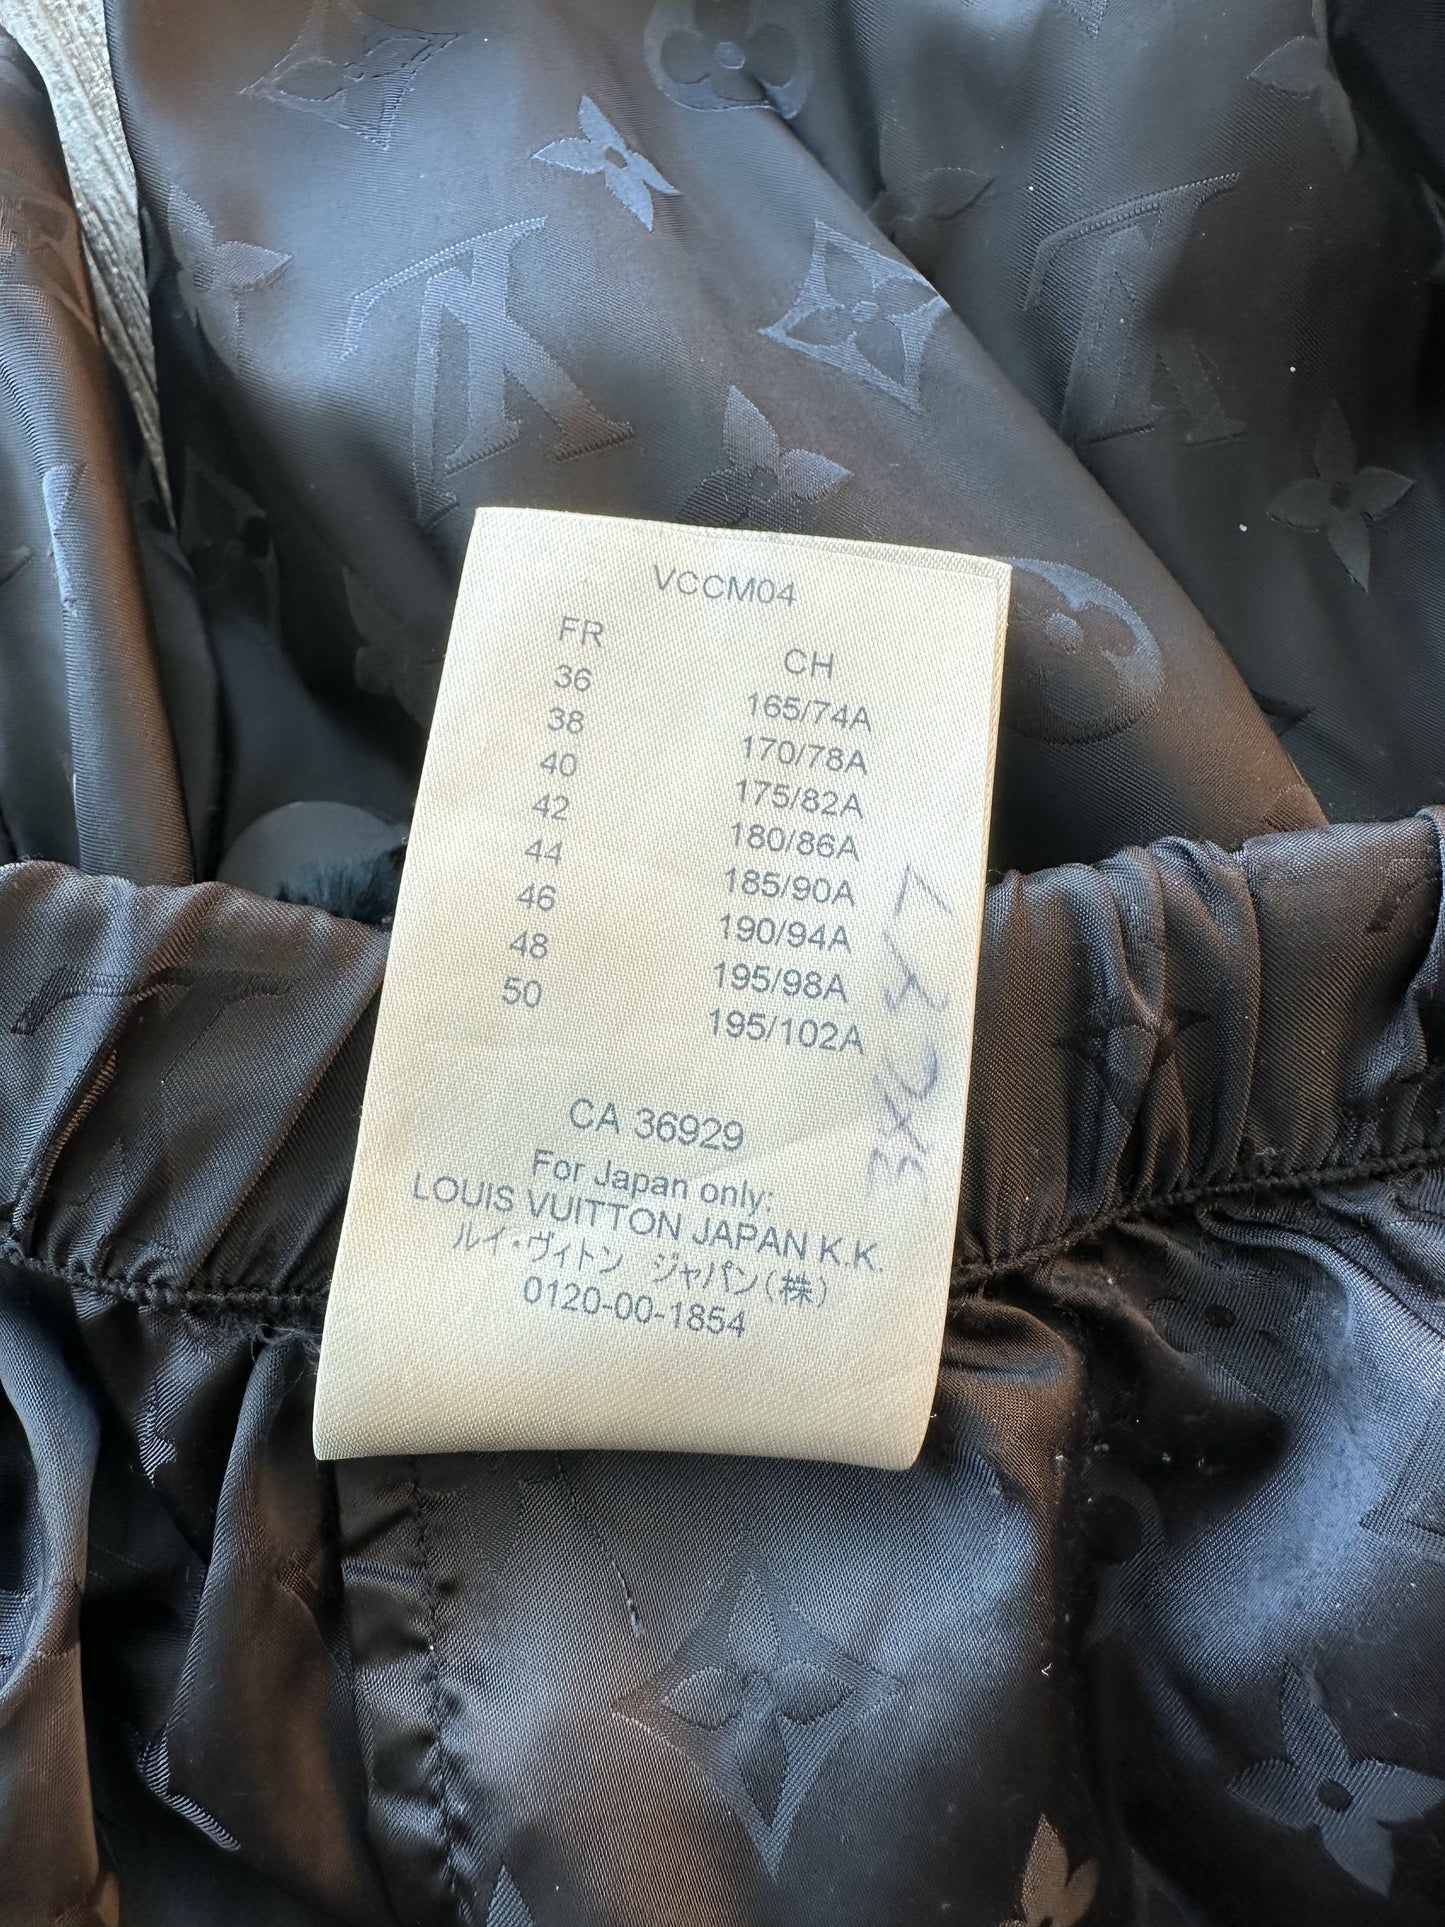 VCCM04
FR CH
36 165/74A
38 170/78A
40 175/82A
42 180/86A
44 185/90A
46 190/94A
48 195/98A
50 195/102A
CA 36929
For Japan only:
LOUIS VUITTON JAPAN K.K.
ルイ・ヴィトン ジャパン(株)
0120-00-1854